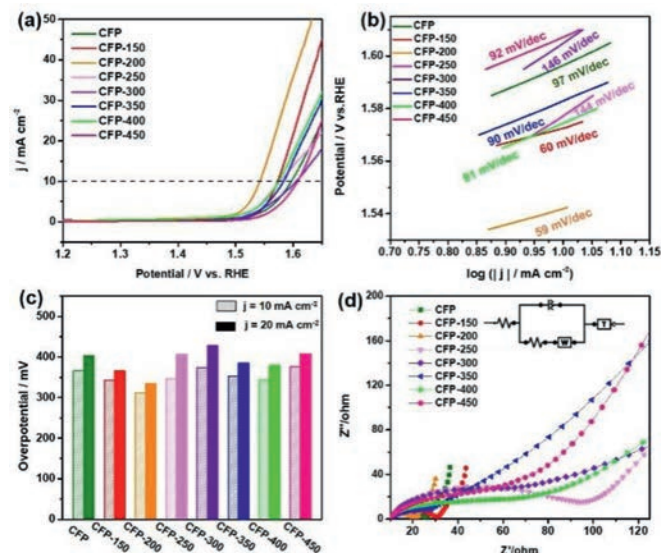 (a)
CFP
CFP-150
CFP-200
CFP-250
CFP-300
CFP-350
CFP-400
CFP-450
j / mA cm⁻²
50
40
30
20
10
0
1.2 1.3 1.4 1.5 1.6
Potential / V vs. RHE
(b)
CFP
CFP-150
CFP-200
CFP-250
CFP-300
CFP-350
CFP-400
CFP-450
Potential / V vs.RHE
1.60
1.58
1.56
1.54
92 mV/dec
146 mV/dec
97 mV/dec
90 mV/dec
144 mV/dec
60 mV/dec
81 mV/dec
59 mV/dec
0.70 0.75 0.80 0.85 0.90 0.95 1.00 1.05 1.10 1.15
log (| j | / mA cm⁻²)
(c)
j = 10 mA cm⁻²
j = 20 mA cm⁻²
Overpotential / mV
500
400
300
200
100
0
CFP
CFP-150
CFP-200
CFP-250
CFP-300
CFP-350
CFP-400
CFP-450
(d)
CFP
CFP-150
CFP-200
CFP-250
CFP-300
CFP-350
CFP-400
CFP-450
W
T
Z''/ohm
200
160
120
80
40
0
20 40 60 80 100 120
Z'/ohm